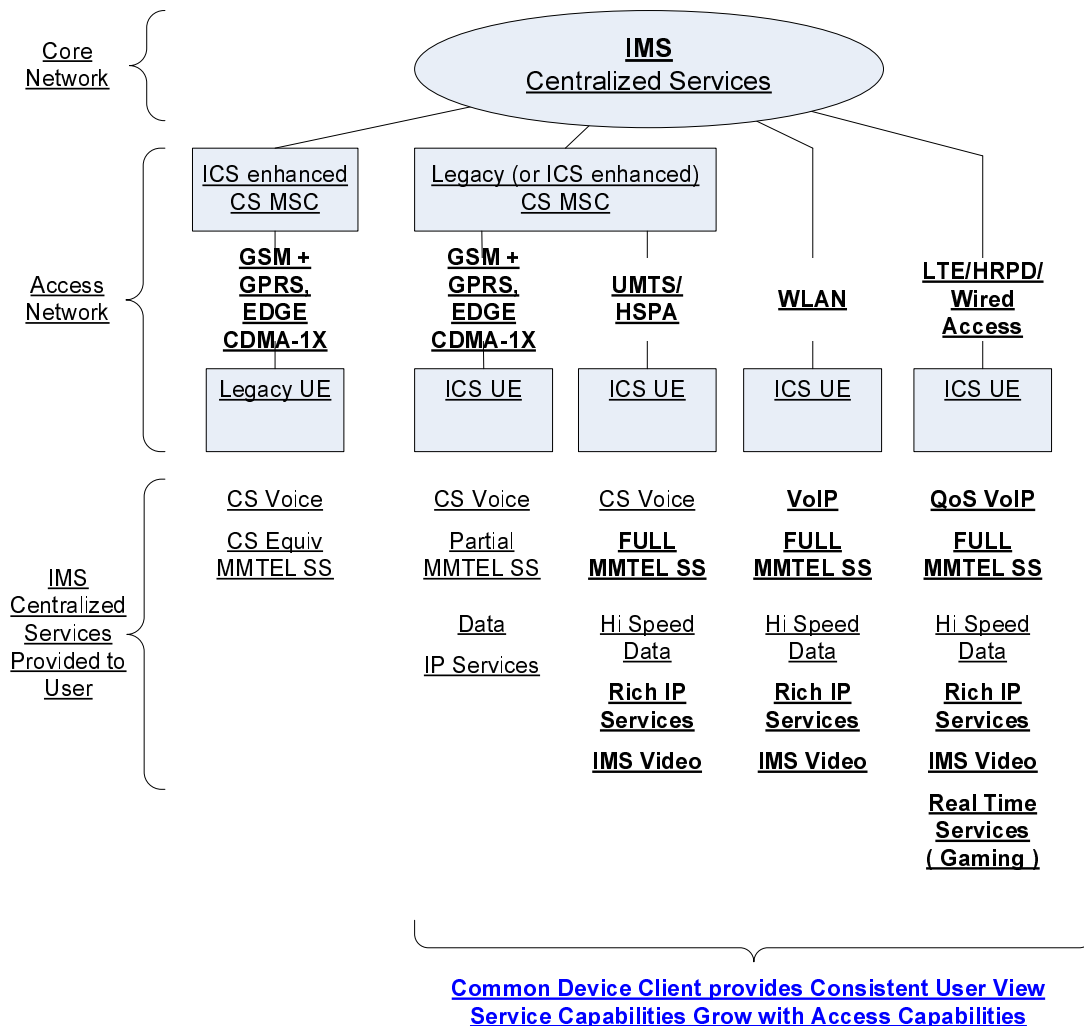 Core
Network
IMS
Centralized Services
Access
Network
ICS enhanced
CS MSC
Legacy (or ICS enhanced)
CS MSC
GSM +
GPRS,
EDGE
CDMA-1X
GSM +
GPRS,
EDGE
CDMA-1X
UMTS/
HSPA
WLAN
LTE/HRPD/
Wired
Access
Legacy UE
ICS UE
ICS UE
ICS UE
ICS UE
IMS
Centralized
Services
Provided to
User
CS Voice
CS Equiv
MMTEL SS
CS Voice
Partial
MMTEL SS
Data
IP Services
CS Voice
FULL
MMTEL SS
Hi Speed
Data
Rich IP
Services
IMS Video
VoIP
FULL
MMTEL SS
Hi Speed
Data
Rich IP
Services
IMS Video
QoS VoIP
FULL
MMTEL SS
Hi Speed
Data
Rich IP
Services
IMS Video
Real Time
Services
( Gaming )
Common Device Client provides Consistent User View
Service Capabilities Grow with Access Capabilities